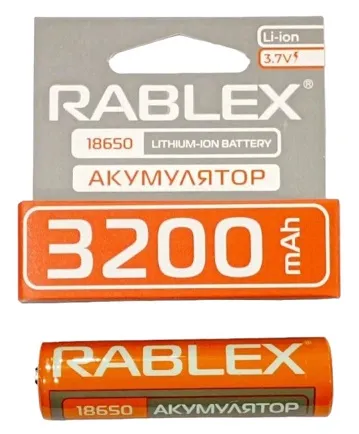 Li-ion
3.7V
RABLEX®
18650 LITHIUM-ION BATTERY
АКУМУЛЯТОР
3200 mAh
RABLEX
18650 АКУМУЛЯТОР